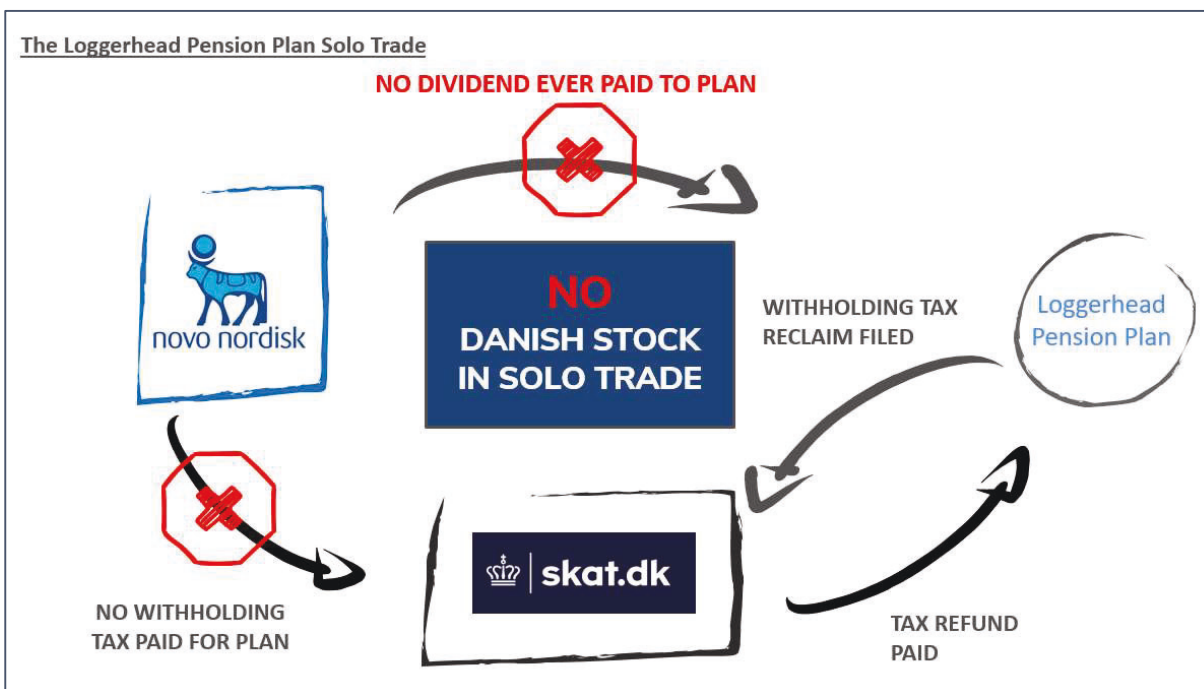 The Loggerhead Pension Plan Solo Trade
NO DIVIDEND EVER PAID TO PLAN
novo nordisk
NO
DANISH STOCK
IN SOLO TRADE
WITHHOLDING TAX
RECLAIM FILED
Loggerhead
Pension Plan
NO WITHHOLDING
TAX PAID FOR PLAN
skat.dk
TAX REFUND
PAID